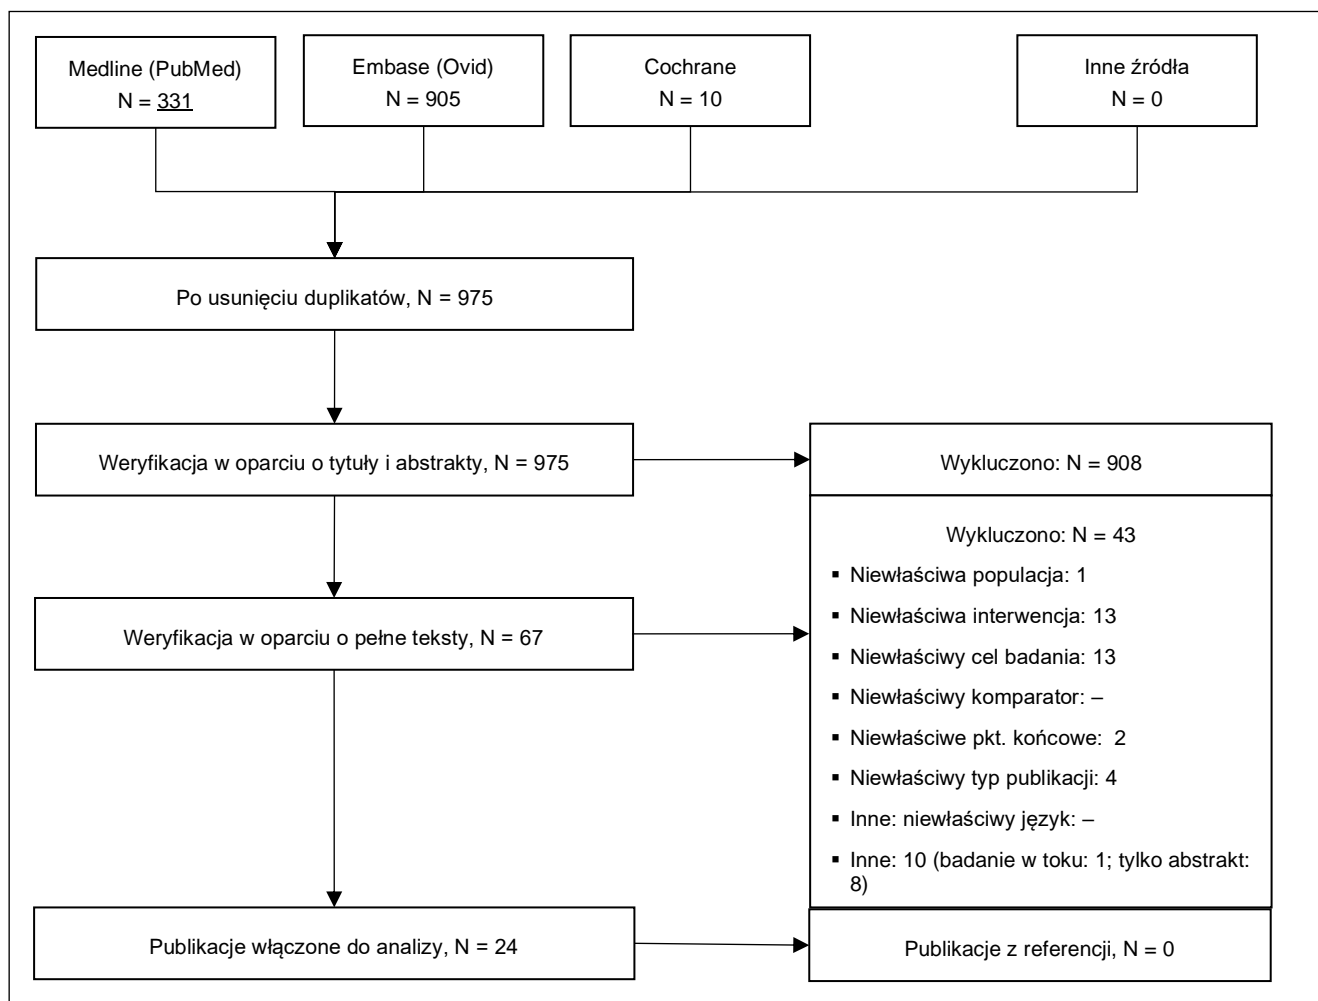 Medline (PubMed)
N = 331
Embase (Ovid)
N = 905
Cochrane
N = 10
Inne źródła
N = 0
Po usunięciu duplikatów, N = 975
Weryfikacja w oparciu o tytuły i abstrakty, N = 975
Wykluczono: N = 908
Weryfikacja w oparciu o pełne teksty, N = 67
Wykluczono: N = 43
▪ Niewłaściwa populacja: 1
▪ Niewłaściwa interwencja: 13
▪ Niewłaściwy cel badania: 13
▪ Niewłaściwy komparator: –
▪ Niewłaściwe pkt. końcowe: 2
▪ Niewłaściwy typ publikacji: 4
▪ Inne: niewłaściwy język: –
▪ Inne: 10 (badanie w toku: 1; tylko abstrakt:
8)
Publikacje włączone do analizy, N = 24
Publikacje z referencji, N = 0